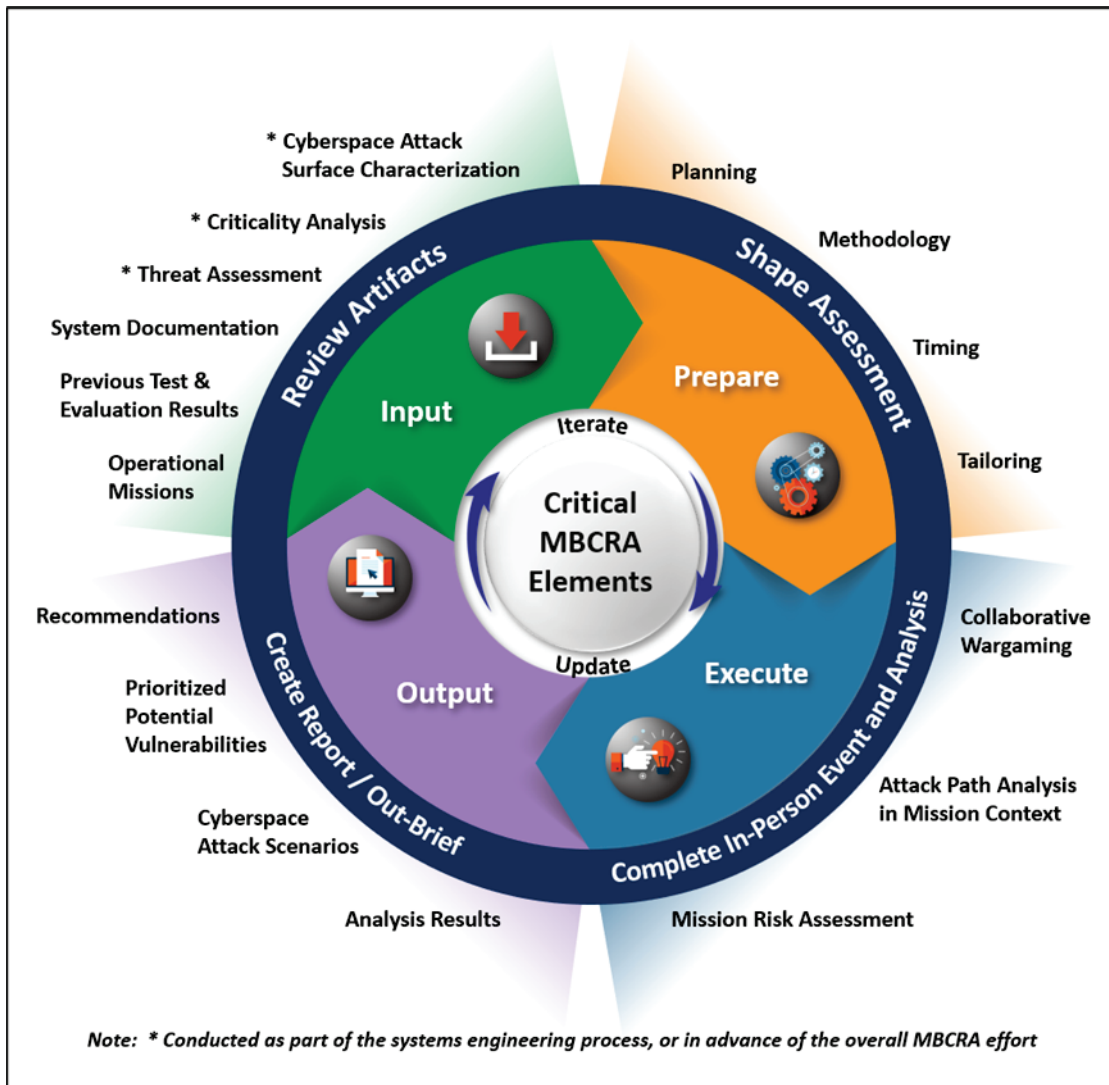 * Cyberspace Attack
Surface Characterization
* Criticality Analysis
* Threat Assessment
System Documentation
Previous Test &
Evaluation Results
Operational
Missions
Planning
Methodology
Timing
Tailoring
Review Artifacts
Shape Assessment
Input
Prepare
Iterate
Critical
MBCRA
Elements
Update
Output
Execute
Create Report / Out-Brief
Complete In-Person Event and Analysis
Collaborative
Wargaming
Attack Path Analysis
in Mission Context
Mission Risk Assessment
Recommendations
Prioritized
Potential
Vulnerabilities
Cyberspace
Attack Scenarios
Analysis Results
Note: * Conducted as part of the systems engineering process, or in advance of the overall MBCRA effort